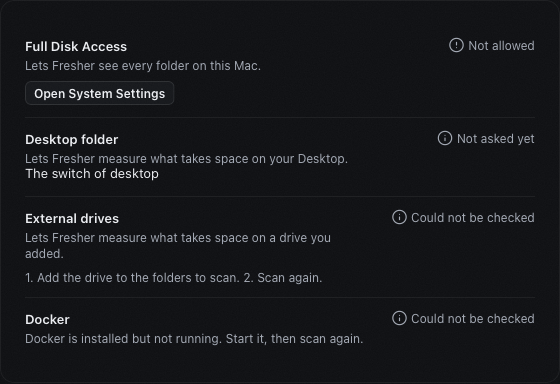 Full Disk Access
Not allowed
Lets Fresher see every folder on this Mac.
Open System Settings
Desktop folder
Not asked yet
Lets Fresher measure what takes space on your Desktop.
The switch of desktop
External drives
Could not be checked
Lets Fresher measure what takes space on a drive you
added.
1. Add the drive to the folders to scan. 2. Scan again.
Docker
Could not be checked
Docker is installed but not running. Start it, then scan again.